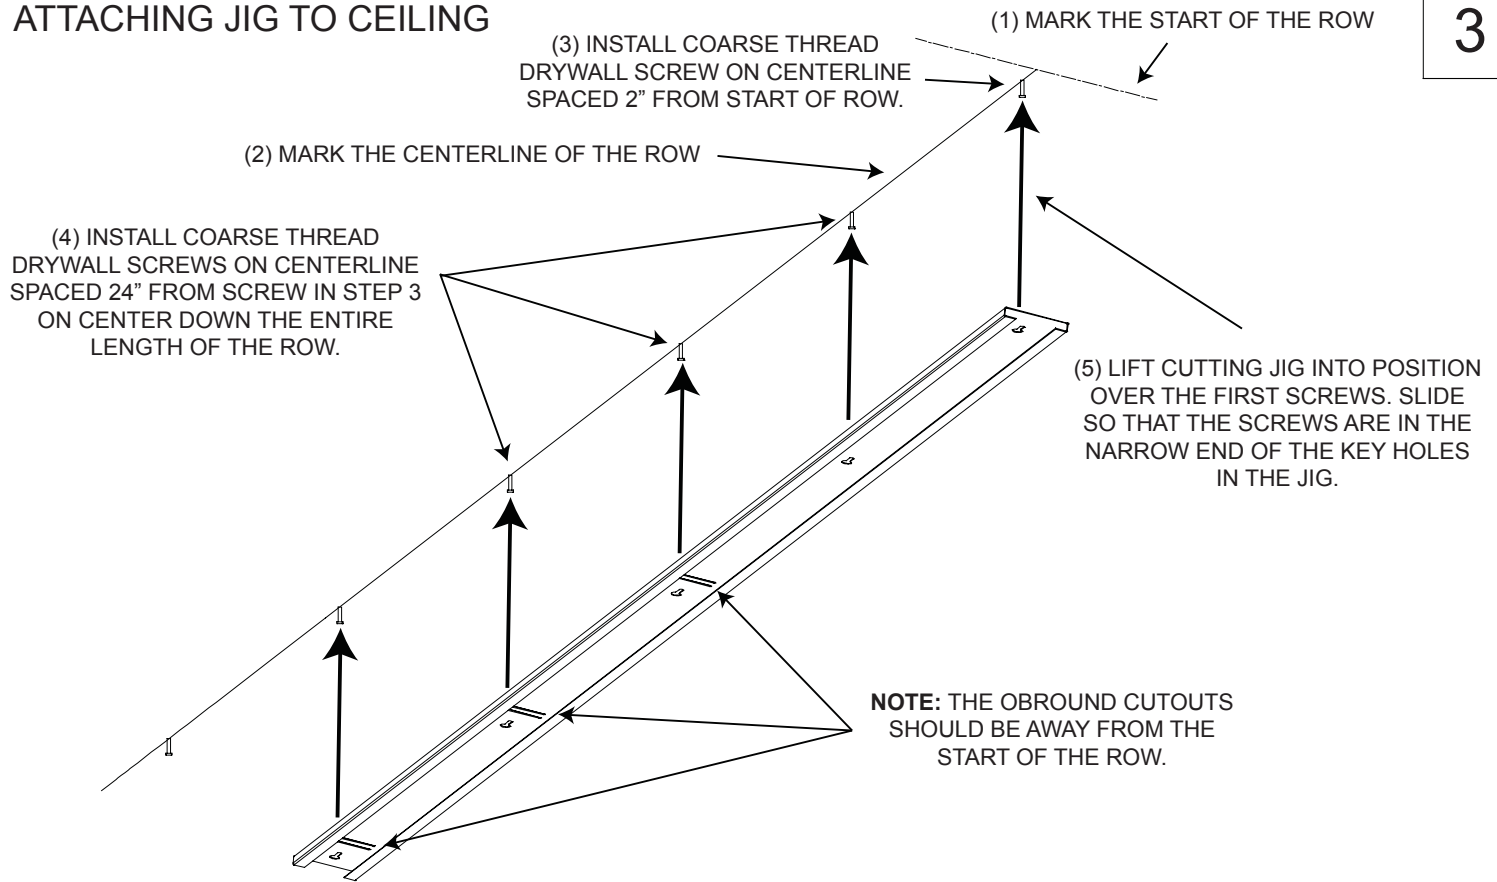 ATTACHING JIG TO CEILING
3
(1) MARK THE START OF THE ROW
(3) INSTALL COARSE THREAD
DRYWALL SCREW ON CENTERLINE
SPACED 2” FROM START OF ROW.
(2) MARK THE CENTERLINE OF THE ROW
(4) INSTALL COARSE THREAD
DRYWALL SCREWS ON CENTERLINE
SPACED 24” FROM SCREW IN STEP 3
ON CENTER DOWN THE ENTIRE
LENGTH OF THE ROW.
(5) LIFT CUTTING JIG INTO POSITION
OVER THE FIRST SCREWS. SLIDE
SO THAT THE SCREWS ARE IN THE
NARROW END OF THE KEY HOLES
IN THE JIG.
NOTE: THE OBROUND CUTOUTS
SHOULD BE AWAY FROM THE
START OF THE ROW.